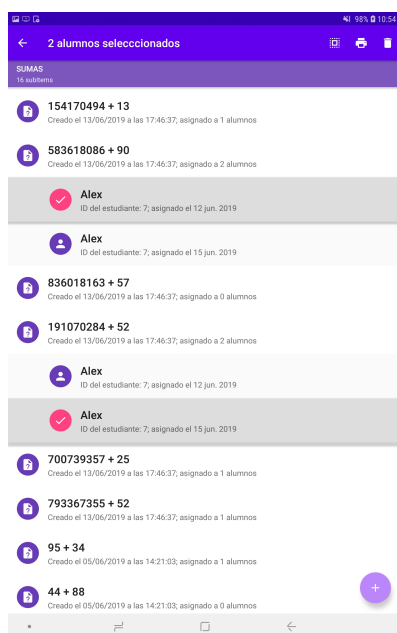 98% 10:54
2 alumnos selecccionados
SUMAS
16 subítems
154170494 + 13
Creado el 13/06/2019 a las 17:46:37; asignado a 1 alumnos
583618086 + 90
Creado el 13/06/2019 a las 17:46:37; asignado a 2 alumnos
Alex
ID del estudiante: 7; asignado el 12 jun. 2019
Alex
ID del estudiante: 7; asignado el 15 jun. 2019
836018163 + 57
Creado el 13/06/2019 a las 17:46:37; asignado a 0 alumnos
191070284 + 52
Creado el 13/06/2019 a las 17:46:37; asignado a 2 alumnos
Alex
ID del estudiante: 7; asignado el 12 jun. 2019
Alex
ID del estudiante: 7; asignado el 15 jun. 2019
700739357 + 25
Creado el 13/06/2019 a las 17:46:37; asignado a 1 alumnos
793367355 + 52
Creado el 13/06/2019 a las 17:46:37; asignado a 1 alumnos
95 + 34
Creado el 05/06/2019 a las 14:21:03; asignado a 1 alumnos
44 + 88
Creado el 05/06/2019 a las 14:21:03; asignado a 0 alumnos